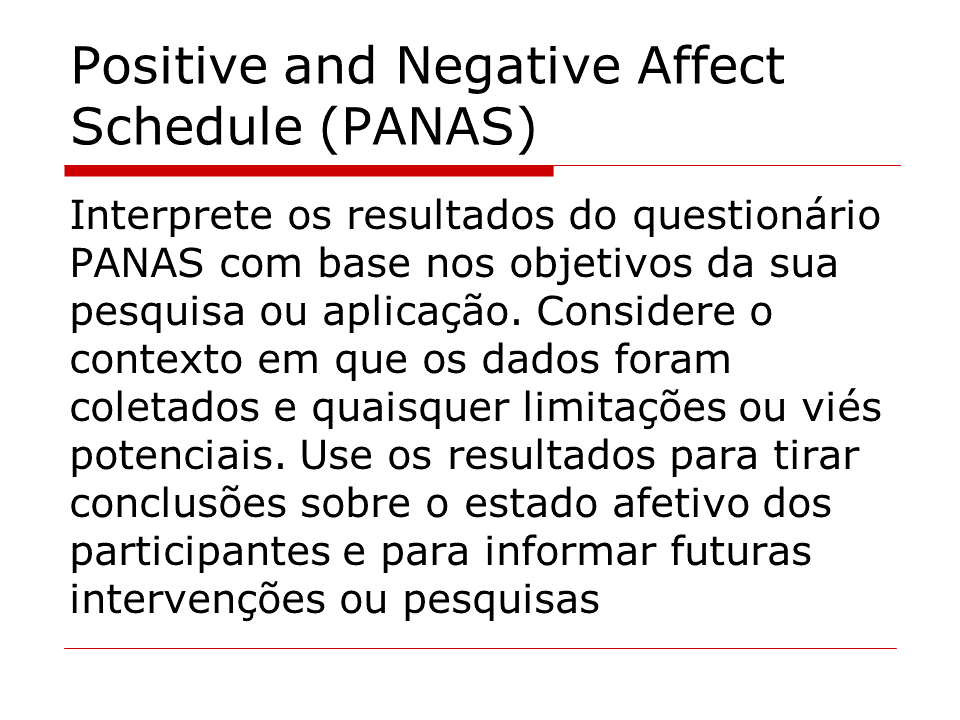 Positive and Negative Affect
Schedule (PANAS)
Interprete os resultados do questionário
PANAS com base nos objetivos da sua
pesquisa ou aplicação. Considere o
contexto em que os dados foram
coletados e quaisquer limitações ou viés
potenciais. Use os resultados para tirar
conclusões sobre o estado afetivo dos
participantes e para informar futuras
intervenções ou pesquisas